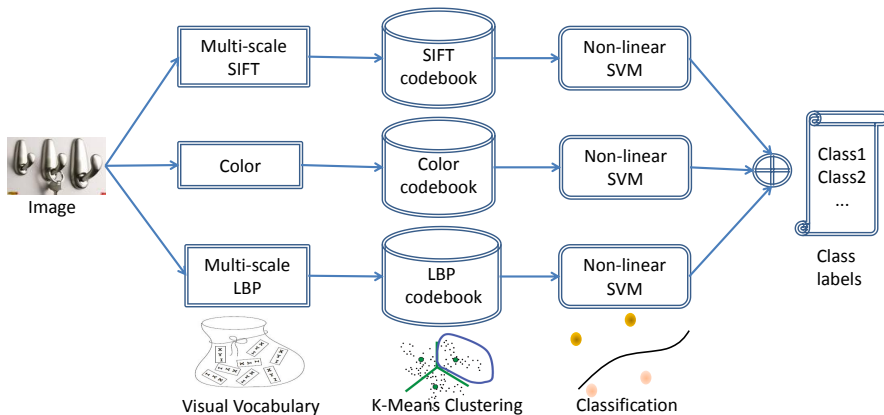 Multi-scale
SIFT
SIFT
codebook
Non-linear
SVM
Image
Color
Color
codebook
Non-linear
SVM
Class1
Class2
...
Class
labels
Multi-scale
LBP
LBP
codebook
Non-linear
SVM
Visual Vocabulary
K-Means Clustering
Classification